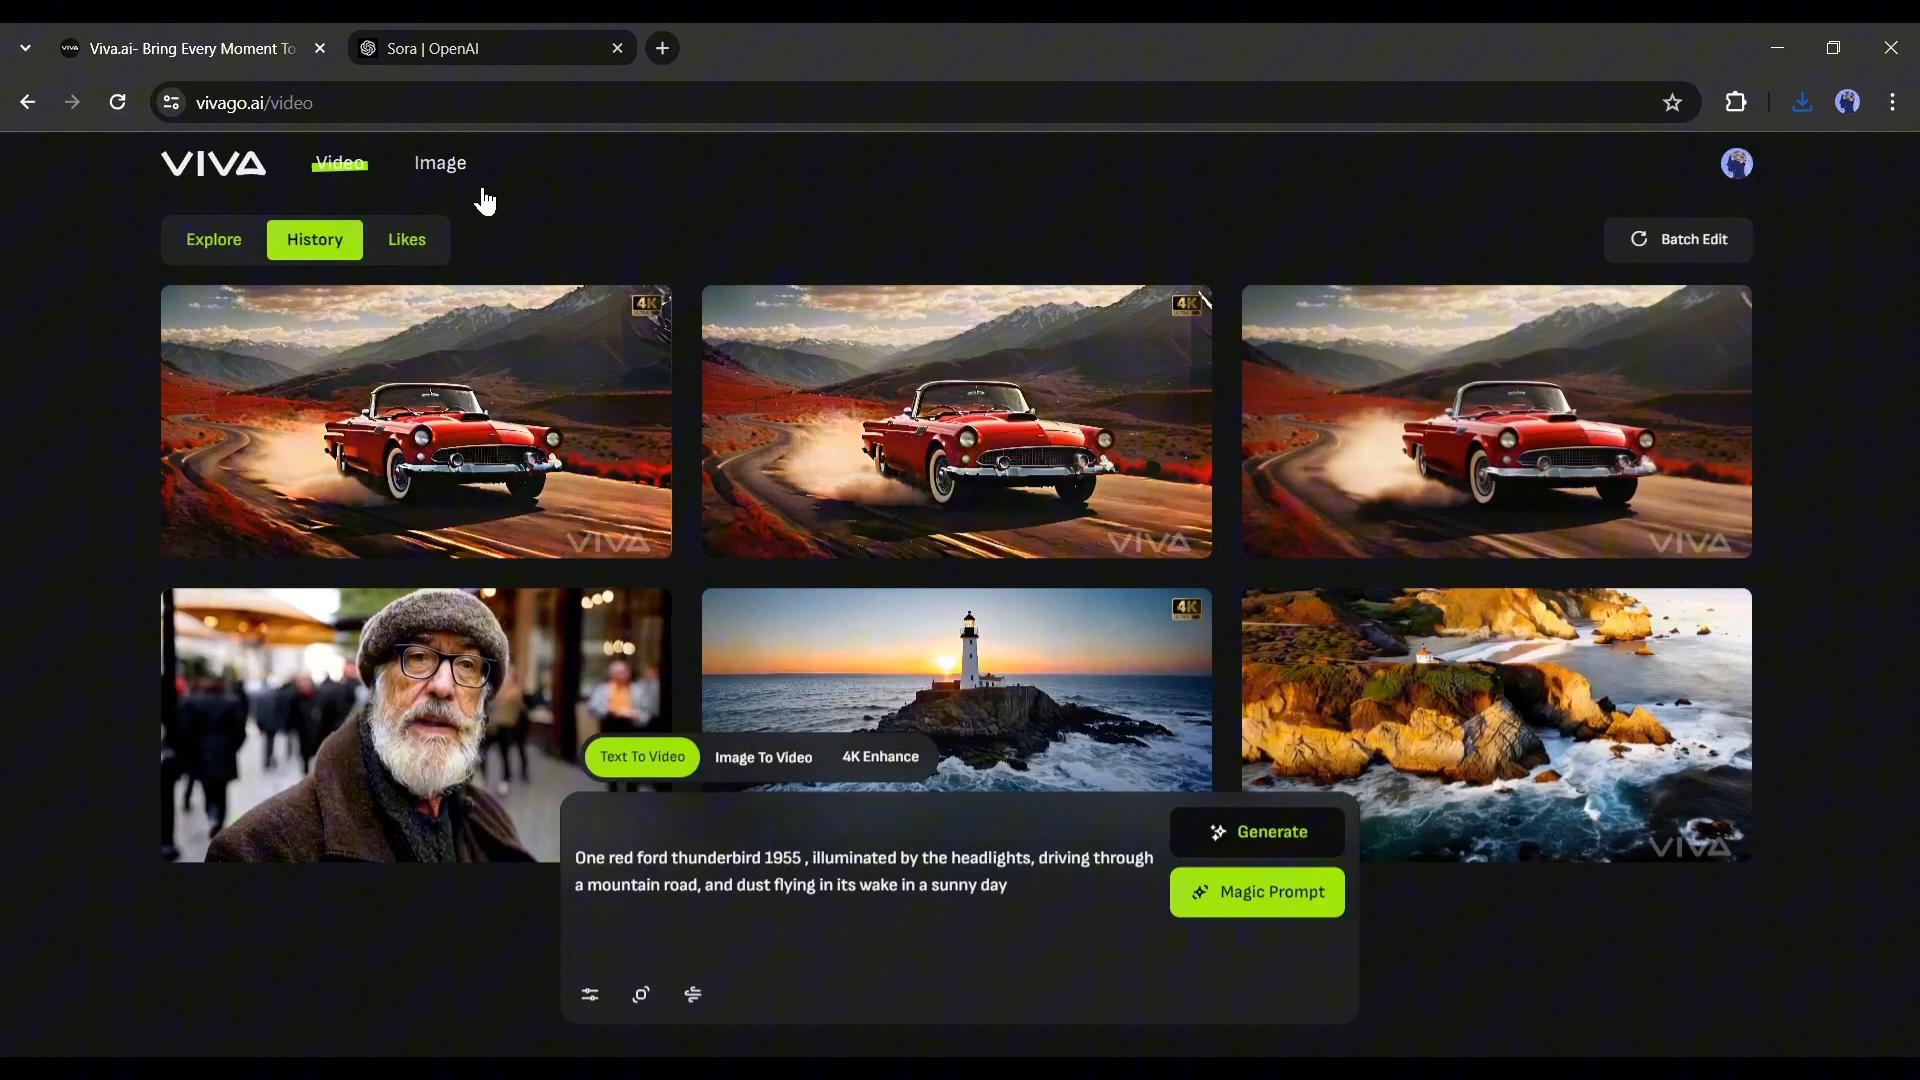 Viva.ai- Bring Every Moment To
Sora | OpenAI
vivago.ai/video
VIVA
Video
Image
Explore
History
Likes
Batch Edit
4K
4K
VIVA
VIVA
VIVA
4K
Text To Video
Image To Video
4K Enhance
VIVA
One red ford thunderbird 1955 , illuminated by the headlights, driving through
a mountain road, and dust flying in its wake in a sunny day
Generate
Magic Prompt